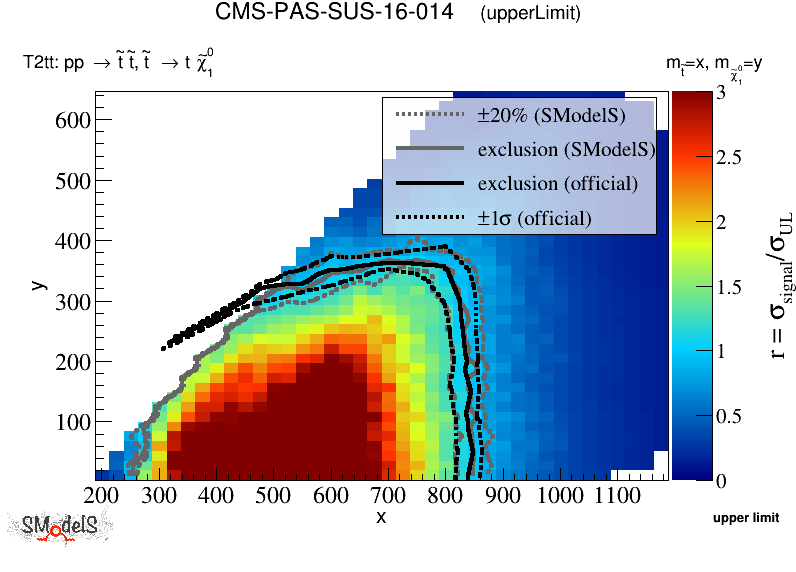 CMS-PAS-SUS-16-014 (upperLimit)
T2tt: pp → t̃ t̃, t̃ → t χ̃⁰₁
m_t̃=x, m_χ̃⁰₁=y
±20% (SModelS)
exclusion (SModelS)
exclusion (official)
±1σ (official)
600
500
400
300
200
100
y
200 300 400 500 600 700 800 900 1000 1100
x
3
2.5
2
1.5
1
0.5
0
r = σ_signal/σ_UL
SModelS
upper limit